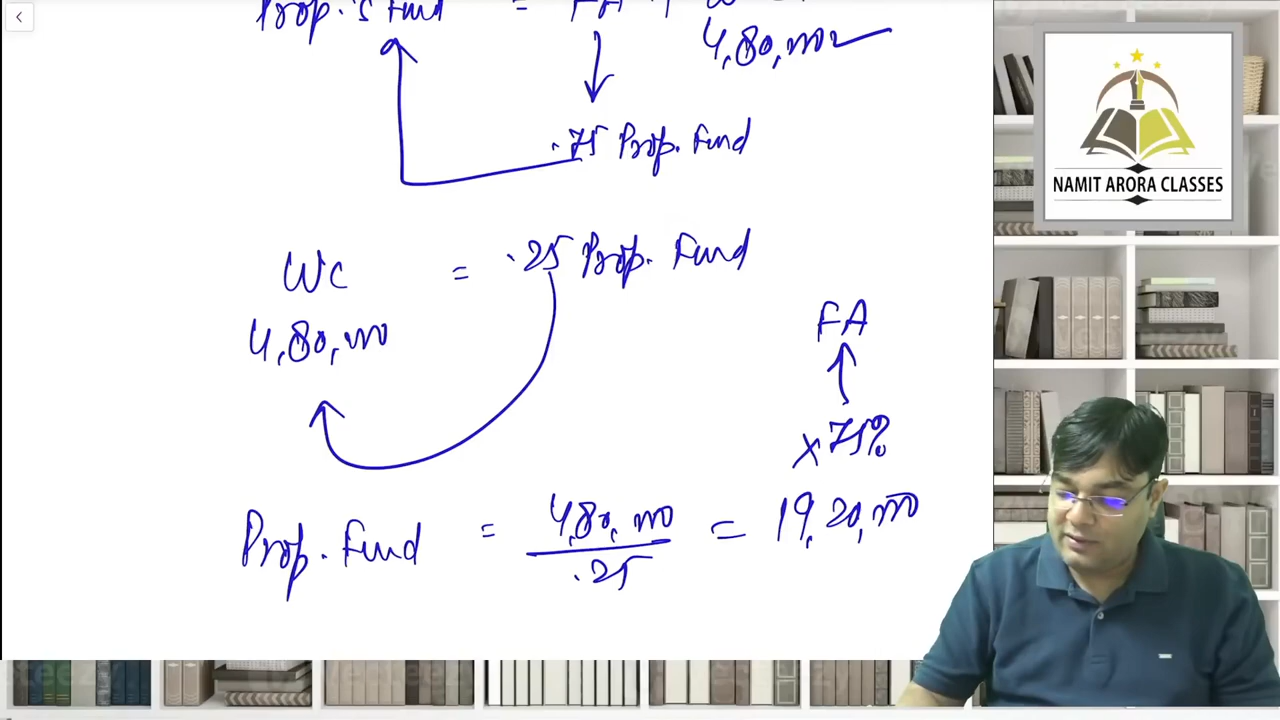 Prop.'s Fund = FA +
4,80,000
.75 Prop. Fund
WC = .25 Prop. Fund
4,80,000
FA
x 75%
Prop. Fund = 4,80,000 / .25 = 19,20,000
NAMIT ARORA CLASSES